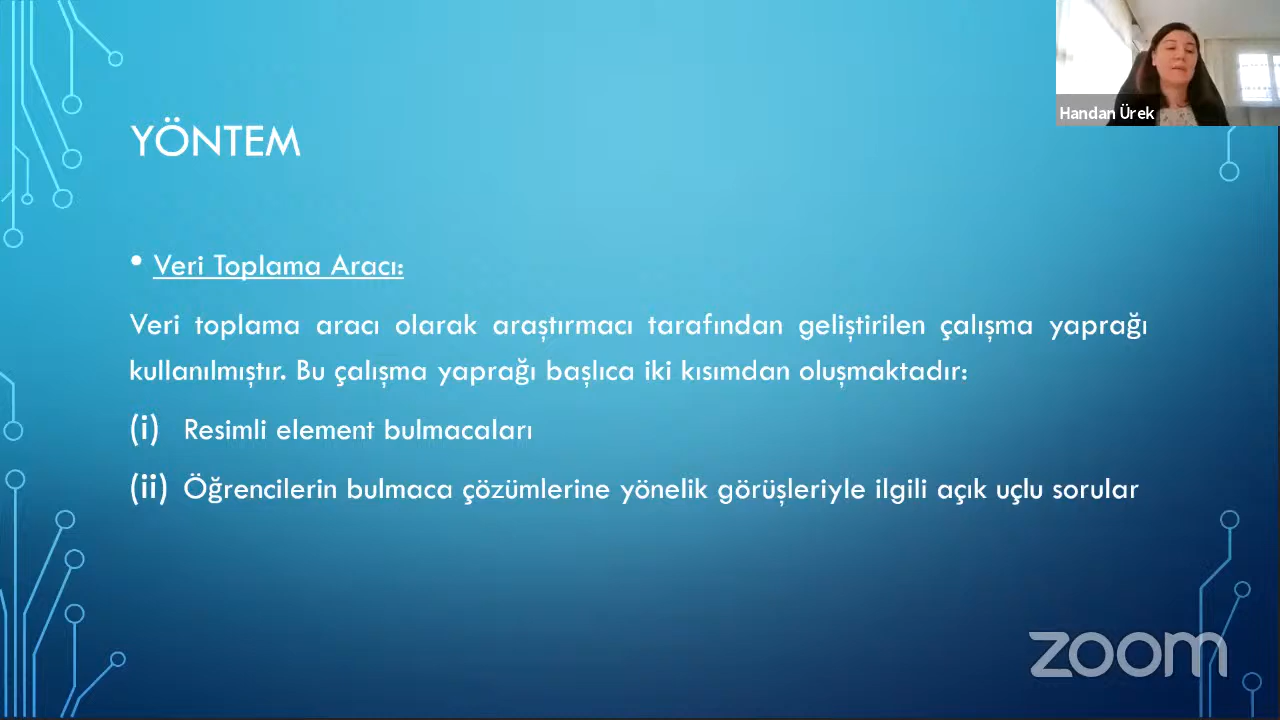 Handan Ürek
YÖNTEM
• Veri Toplama Aracı:
Veri toplama aracı olarak araştırmacı tarafından geliştirilen çalışma yaprağı
kullanılmıştır. Bu çalışma yaprağı başlıca iki kısımdan oluşmaktadır:
(i) Resimli element bulmacaları
(ii) Öğrencilerin bulmaca çözümlerine yönelik görüşleriyle ilgili açık uçlu sorular
zoom